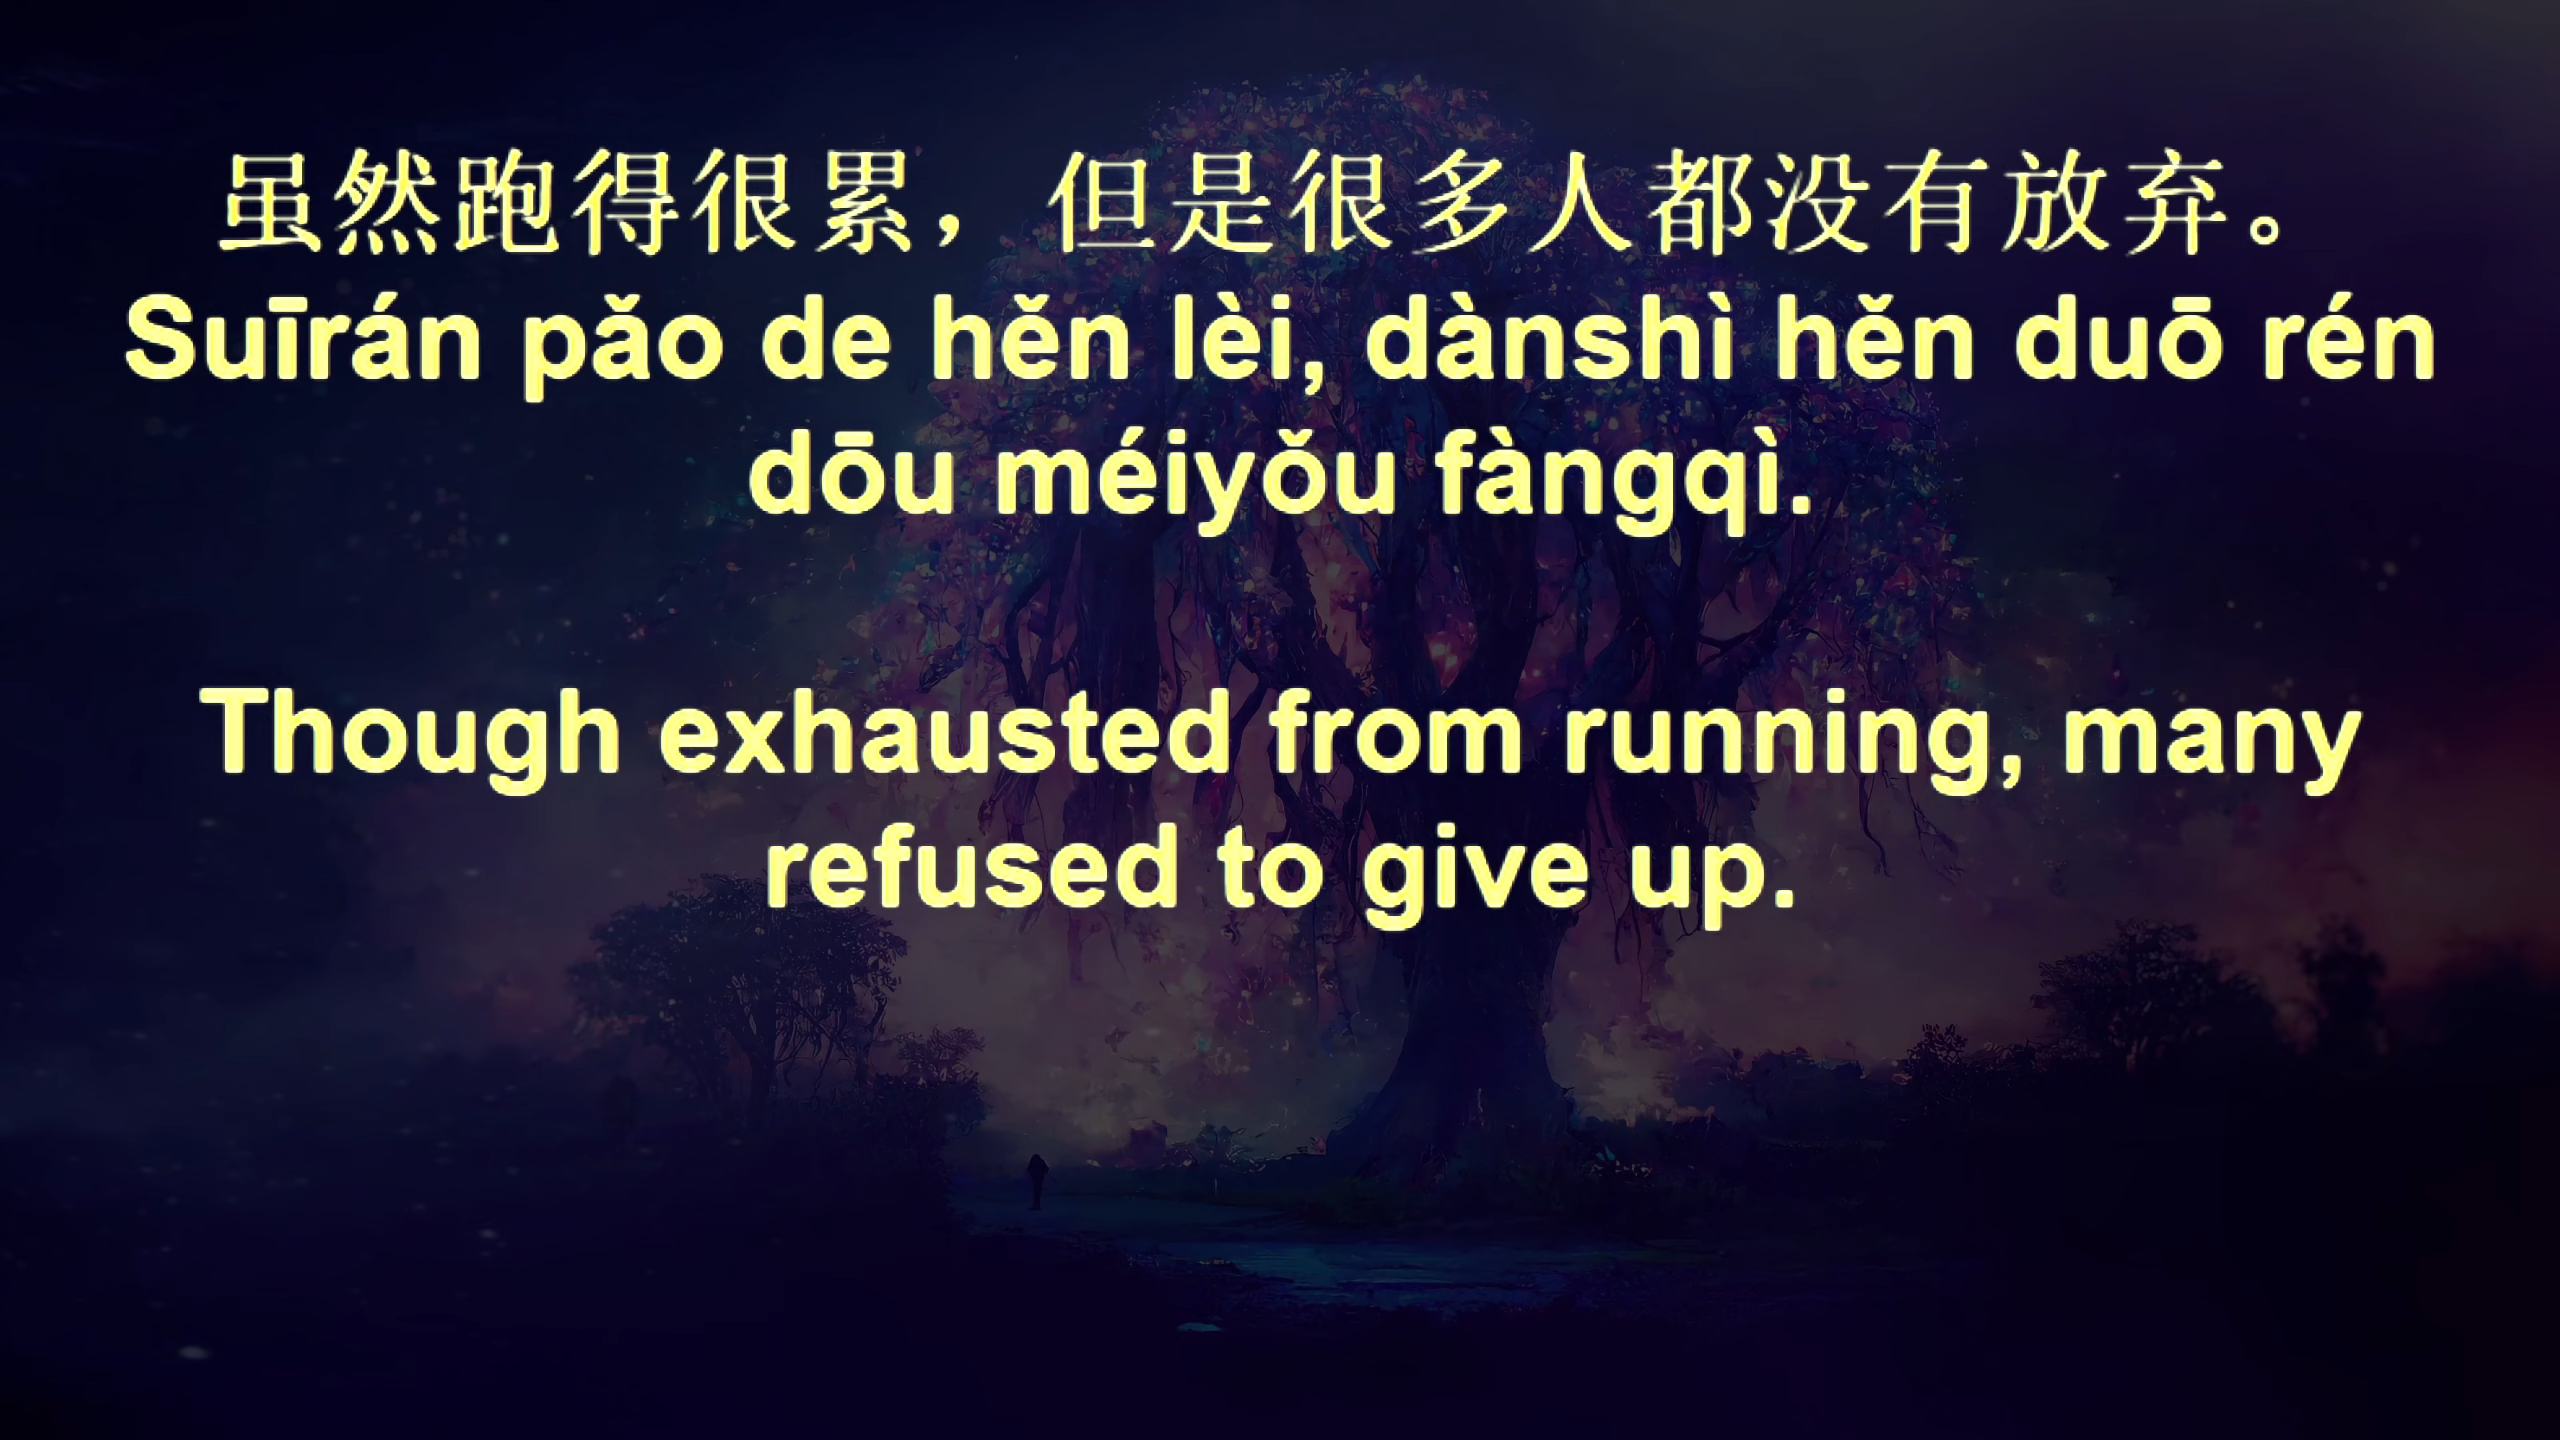 虽然跑得很累，但是很多人都没有放弃。
Suīrán pǎo de hěn lèi, dànshì hěn duō rén
dōu méiyǒu fàngqì.
Though exhausted from running, many
refused to give up.